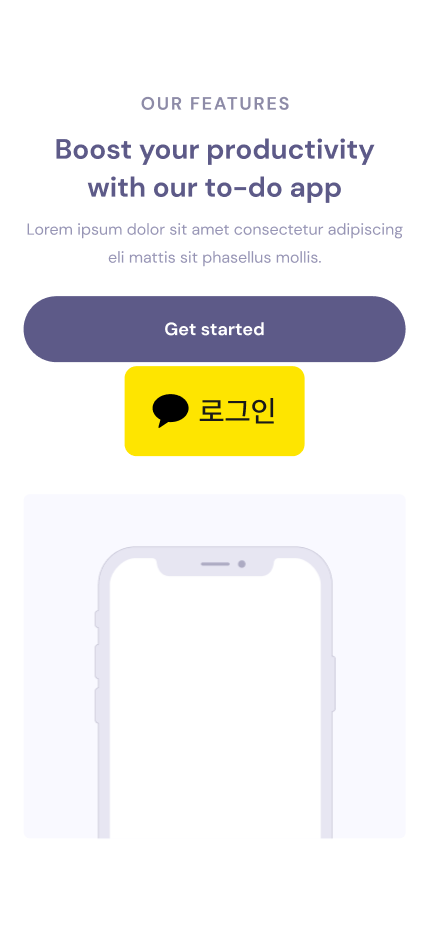 OUR FEATURES
Boost your productivity
with our to-do app
Lorem ipsum dolor sit amet consectetur adipiscing
eli mattis sit phasellus mollis.
Get started
로그인